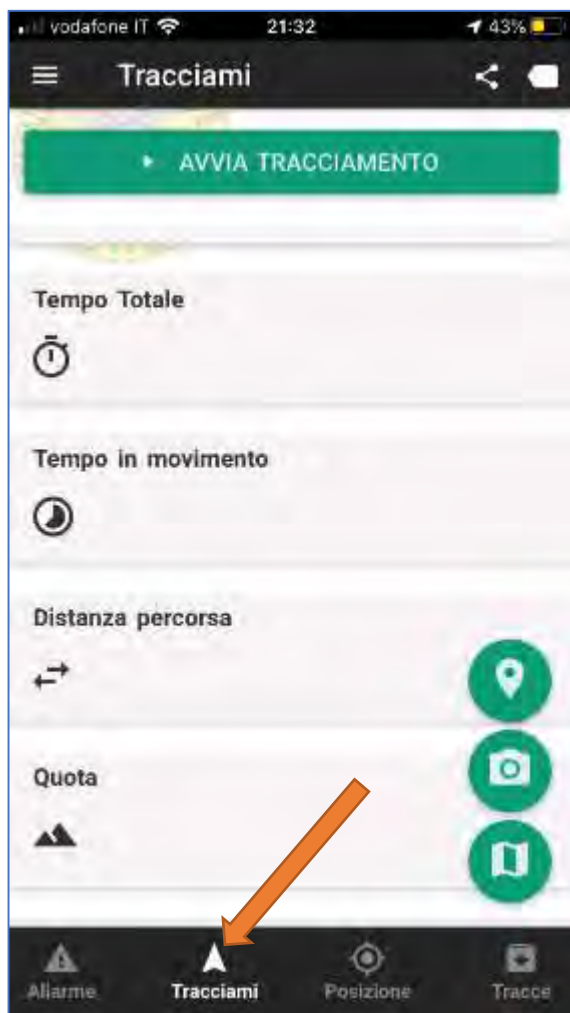 vodafone IT 21:32 43%
Tracciami
AVVIA TRACCIAMENTO
Tempo Totale
Tempo in movimento
Distanza percorsa
Quota
Allarme Tracciami Posizione Tracce